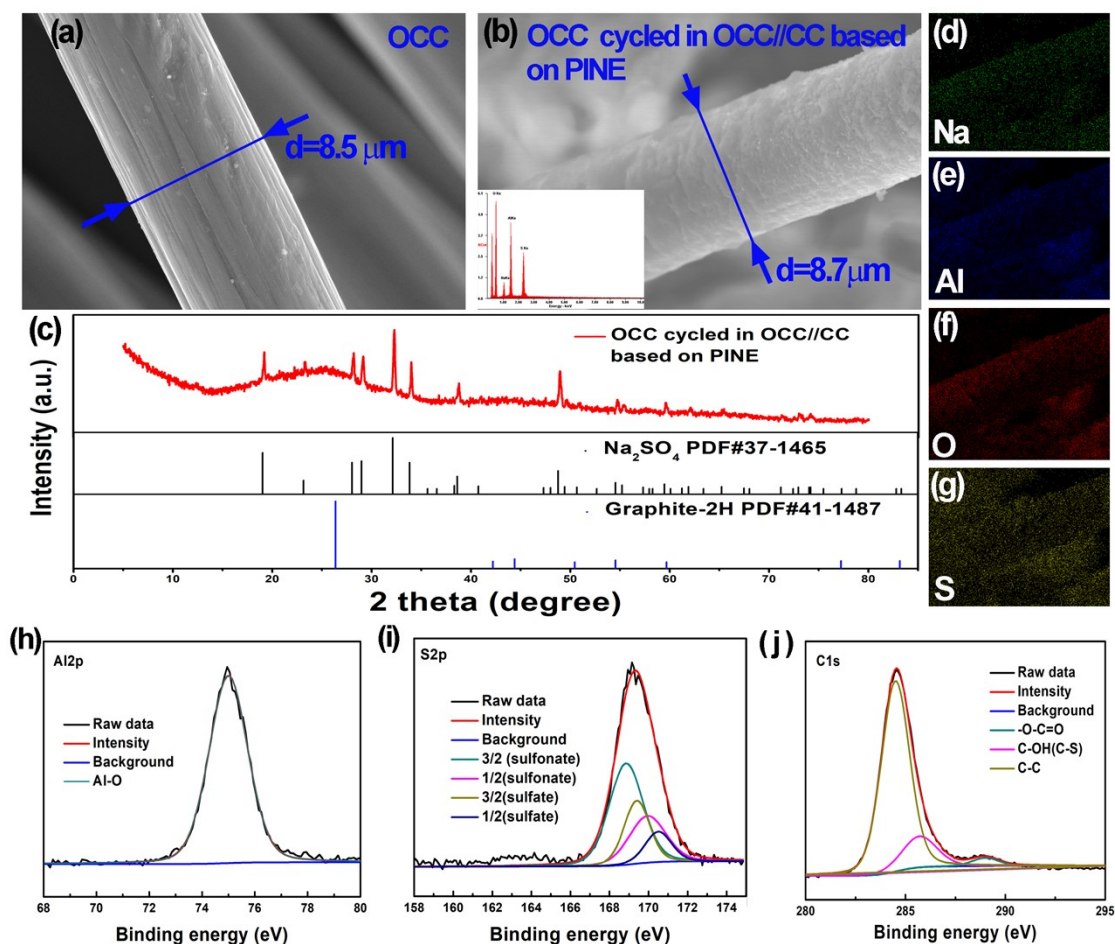 (a)
OCC
d=8.5 μm
(b)
OCC cycled in OCC//CC based
on PINE
d=8.7μm
(d)
Na
(e)
Al
(f)
O
(g)
S
(c)
OCC cycled in OCC//CC
based on PINE
Na₂SO₄ PDF#37-1465
Graphite-2H PDF#41-1487
Intensity (a.u.)
0 10 20 30 40 50 60 70 80
2 theta (degree)
(h)
Al2p
Raw data
Intensity
Background
Al-O
68 70 72 74 76 78 80
Binding energy (eV)
(i)
S2p
Raw data
Intensity
Background
3/2 (sulfonate)
1/2(sulfonate)
3/2(sulfate)
1/2(sulfate)
158 160 162 164 166 168 170 172 174
Binding energy (eV)
(j)
C1s
Raw data
Intensity
Background
-O-C=O
C-OH(C-S)
C-C
280 285 290 295
Binding energy (eV)